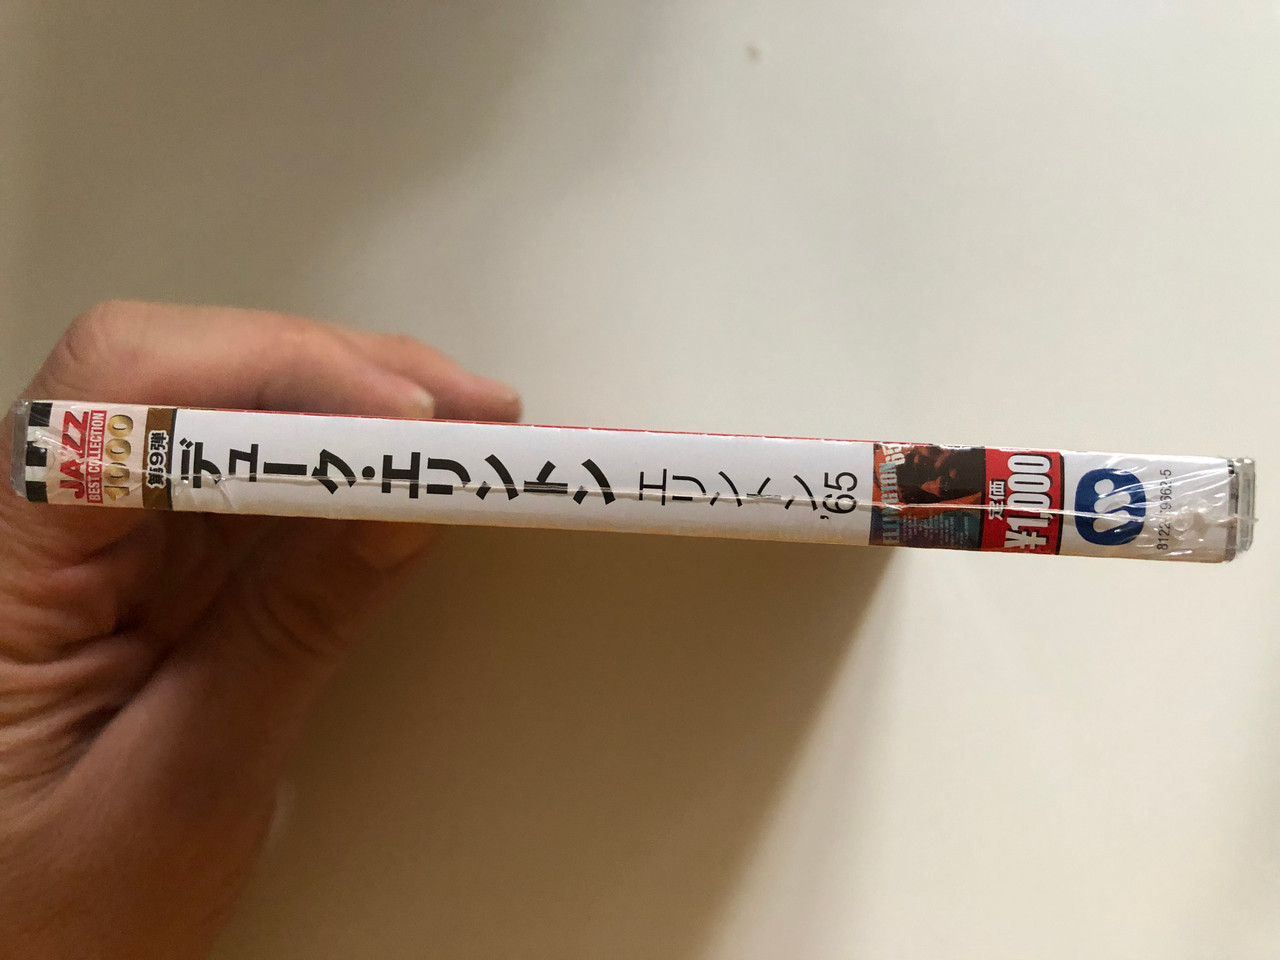 JAZZ
BEST COLLECTION
1000
第9弾
デューク・エリントン
エリントン '65
ELLINGTON 65
定価
¥1,000